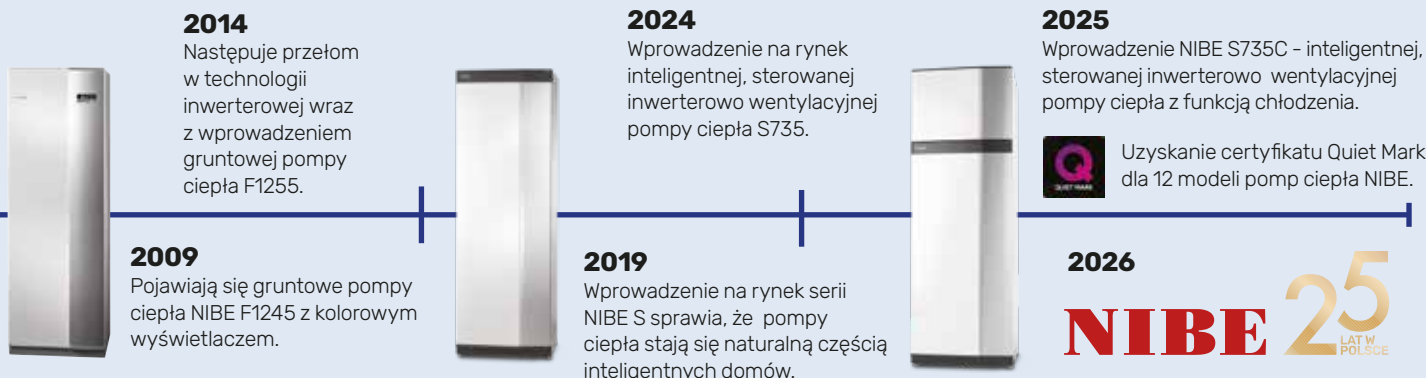 2014
Następuje przełom
w technologii
inwerterowej wraz
z wprowadzeniem
gruntowej pompy
ciepła F1255.
2024
Wprowadzenie na rynek
inteligentnej, sterowanej
inwerterowo wentylacyjnej
pompy ciepła S735.
2025
Wprowadzenie NIBE S735C - inteligentnej,
sterowanej inwerterowo wentylacyjnej
pompy ciepła z funkcją chłodzenia.
Q
QUIET MARK
Uzyskanie certyfikatu Quiet Mark
dla 12 modeli pomp ciepła NIBE.
2009
Pojawiają się gruntowe pompy
ciepła NIBE F1245 z kolorowym
wyświetlaczem.
2019
Wprowadzenie na rynek serii
NIBE S sprawia, że pompy
ciepła stają się naturalną częścią
inteligentnych domów.
2026
NIBE
25
LAT W
POLSCE